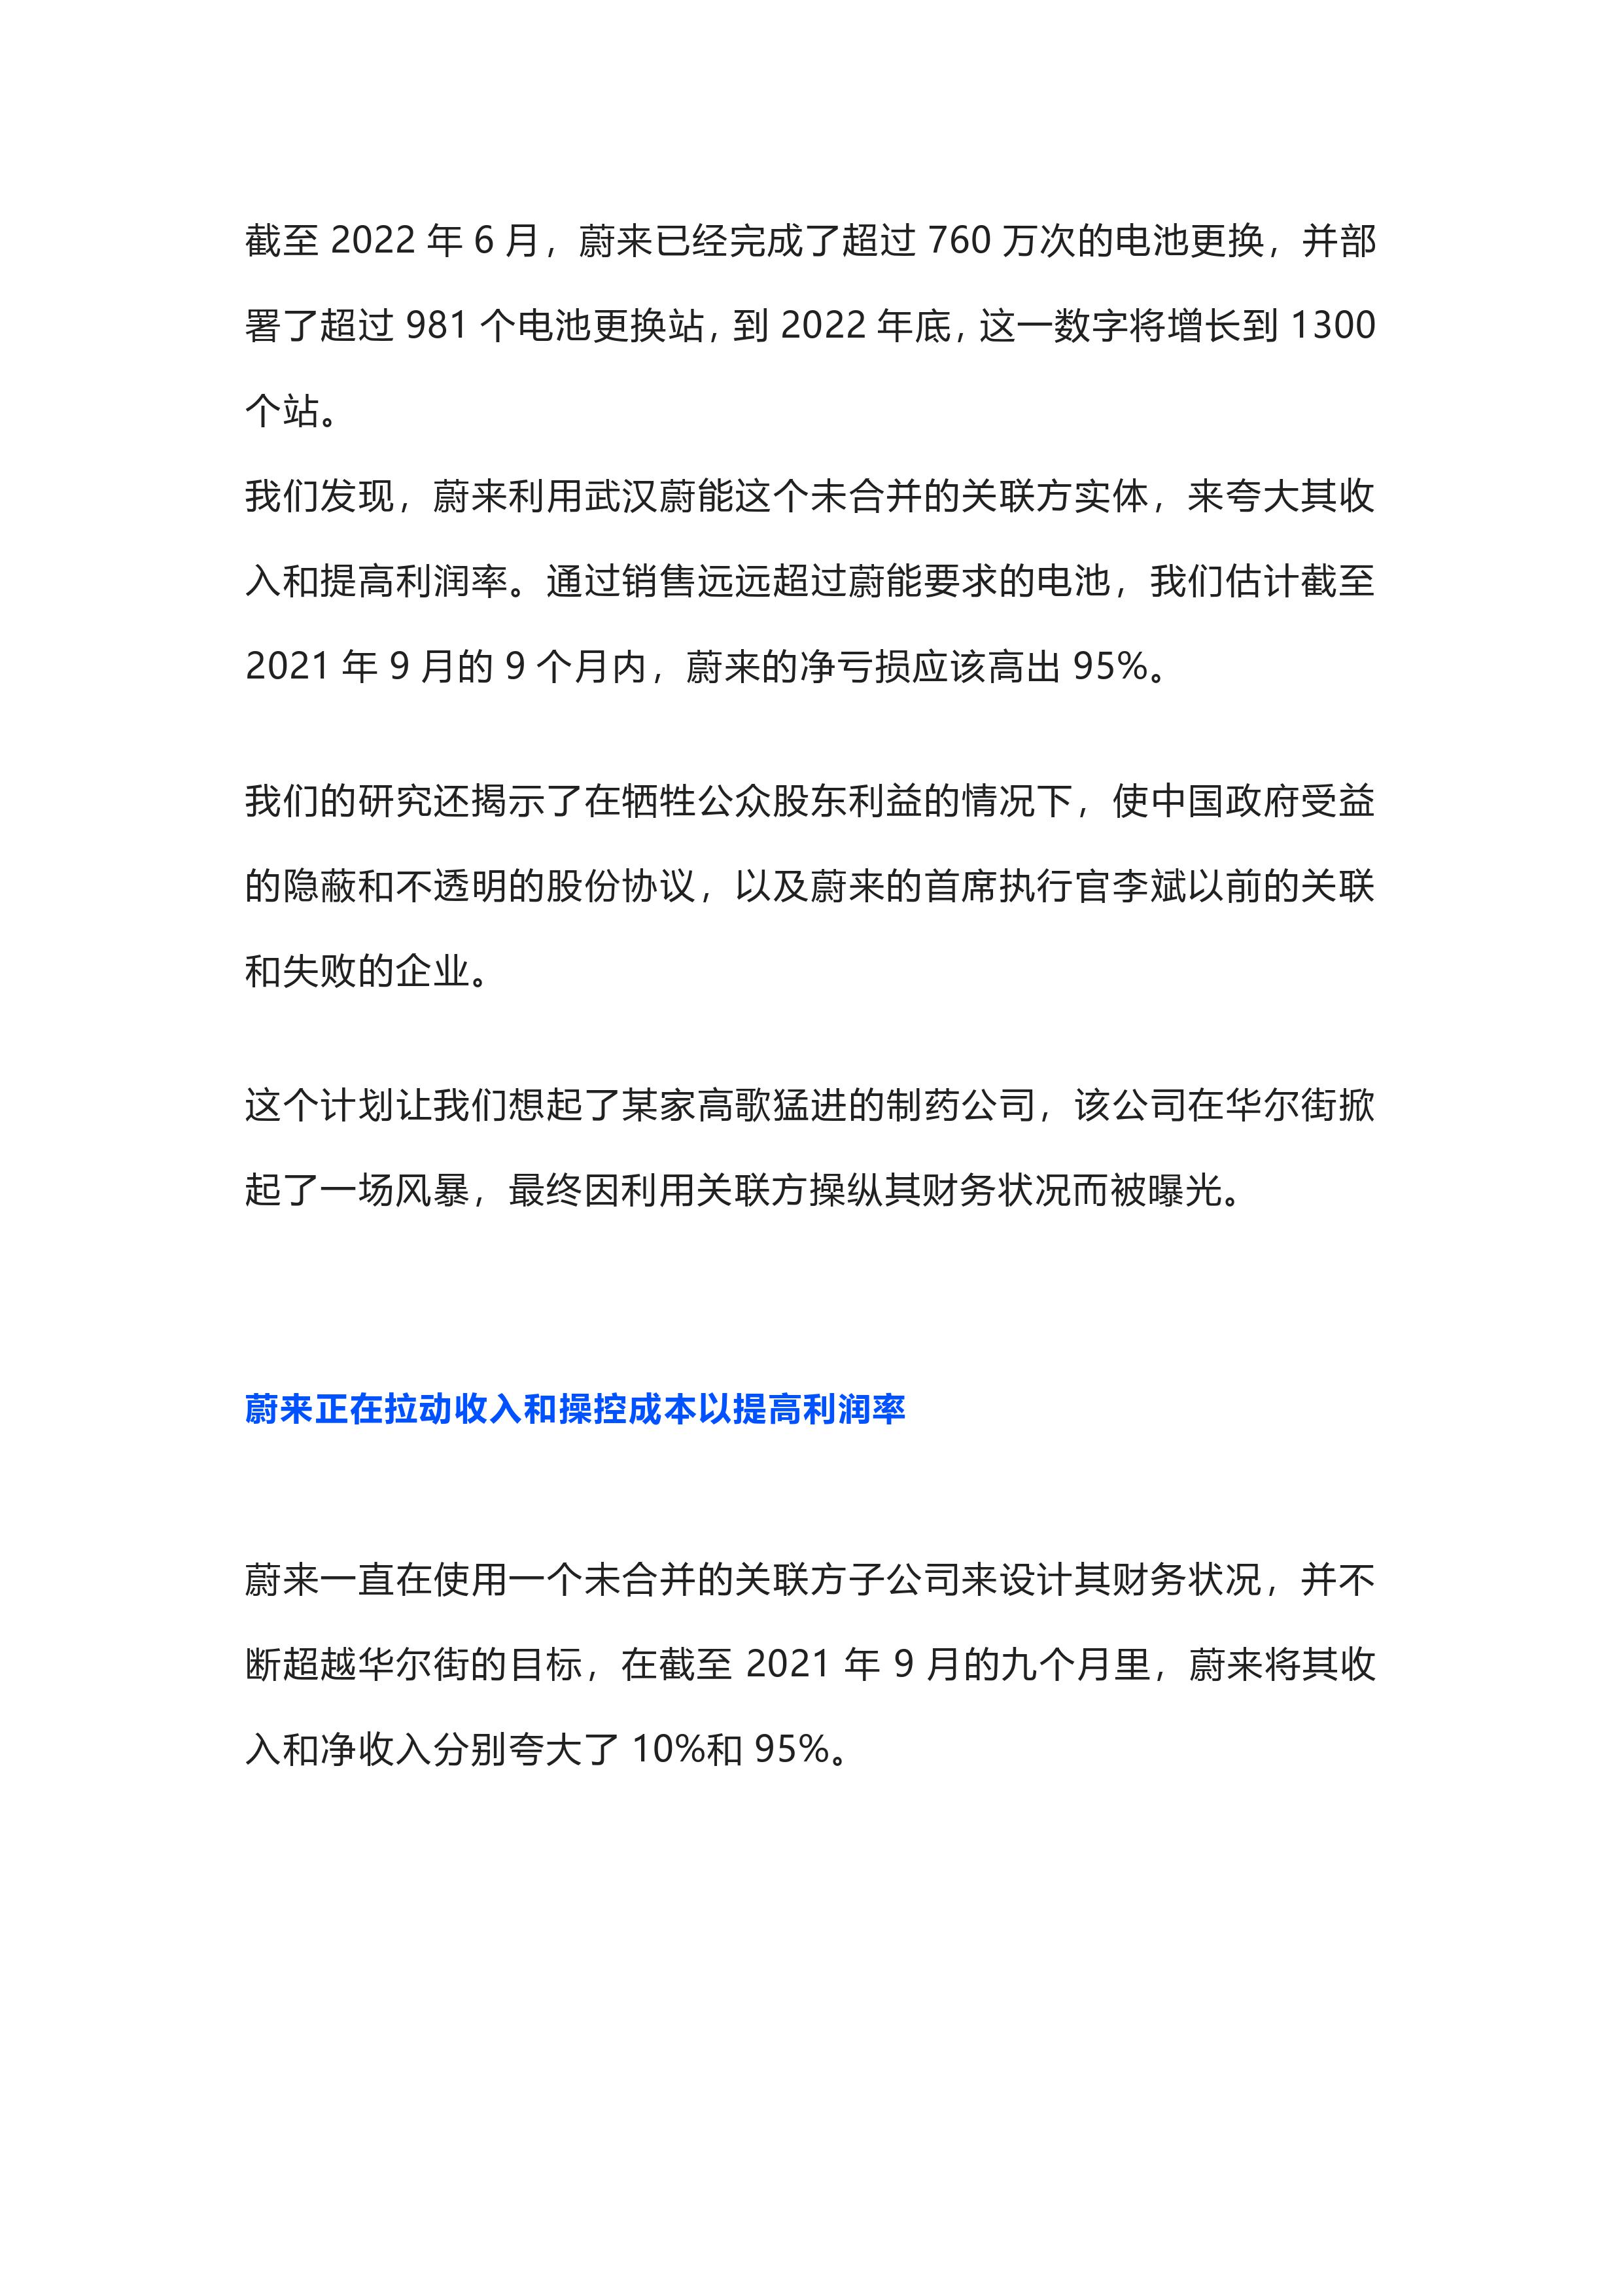 截至 2022 年 6 月，蔚来已经完成了超过 760 万次的电池更换，并部
署了超过 981 个电池更换站，到 2022 年底，这一数字将增长到 1300
个站。
我们发现，蔚来利用武汉蔚能这个未合并的关联方实体，来夸大其收
入和提高利润率。通过销售远远超过蔚能要求的电池，我们估计截至
2021 年 9 月的 9 个月内，蔚来的净亏损应该高出 95%。
我们的研究还揭示了在牺牲公众股东利益的情况下，使中国政府受益
的隐蔽和不透明的股份协议，以及蔚来的首席执行官李斌以前的关联
和失败的企业。
这个计划让我们想起了某家高歌猛进的制药公司，该公司在华尔街掀
起了一场风暴，最终因利用关联方操纵其财务状况而被曝光。
蔚来正在拉动收入和操控成本以提高利润率
蔚来一直在使用一个未合并的关联方子公司来设计其财务状况，并不
断超越华尔街的目标，在截至 2021 年 9 月的九个月里，蔚来将其收
入和净收入分别夸大了 10%和 95%。